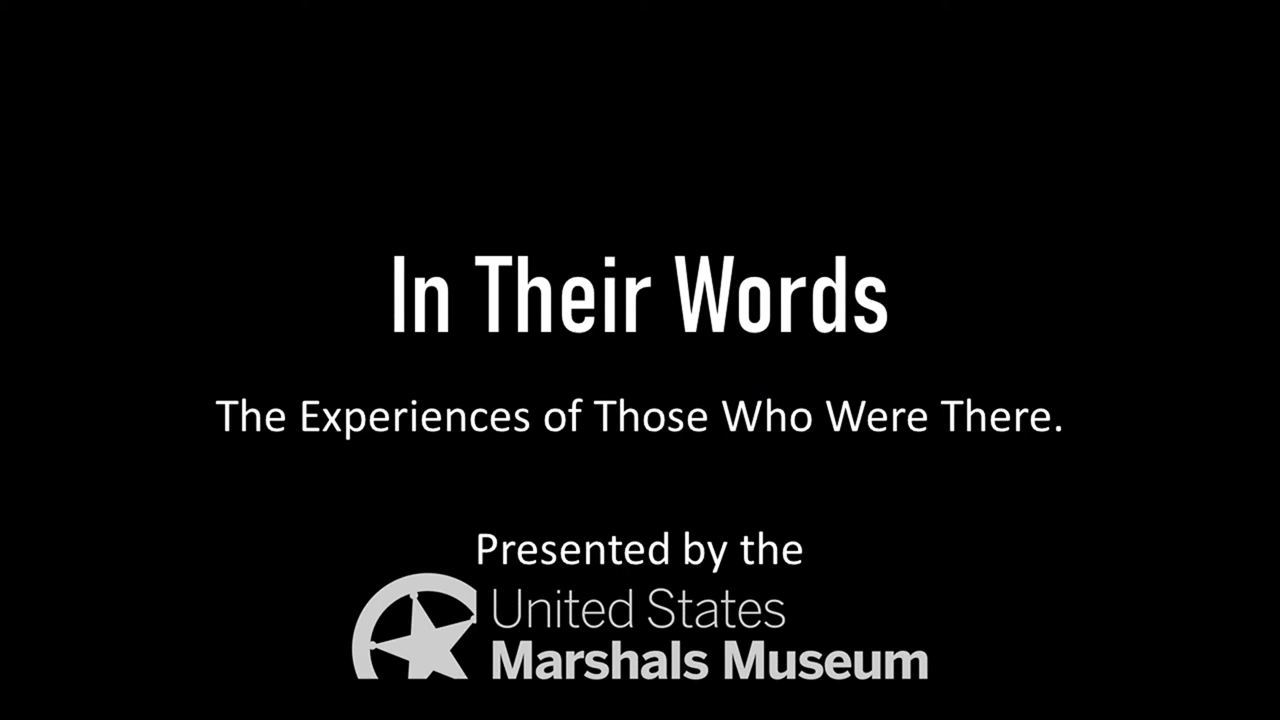 In Their Words
The Experiences of Those Who Were There.
Presented by the
United States
Marshals Museum